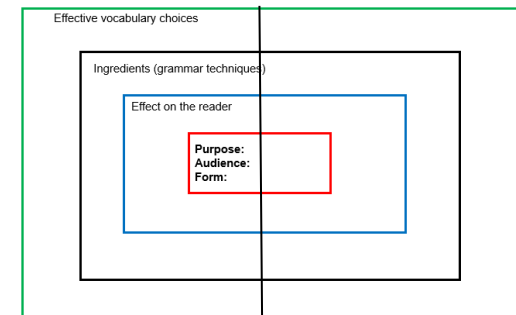 Effective vocabulary choices
Ingredients (grammar techniques)
Effect on the reader
Purpose:
Audience:
Form: